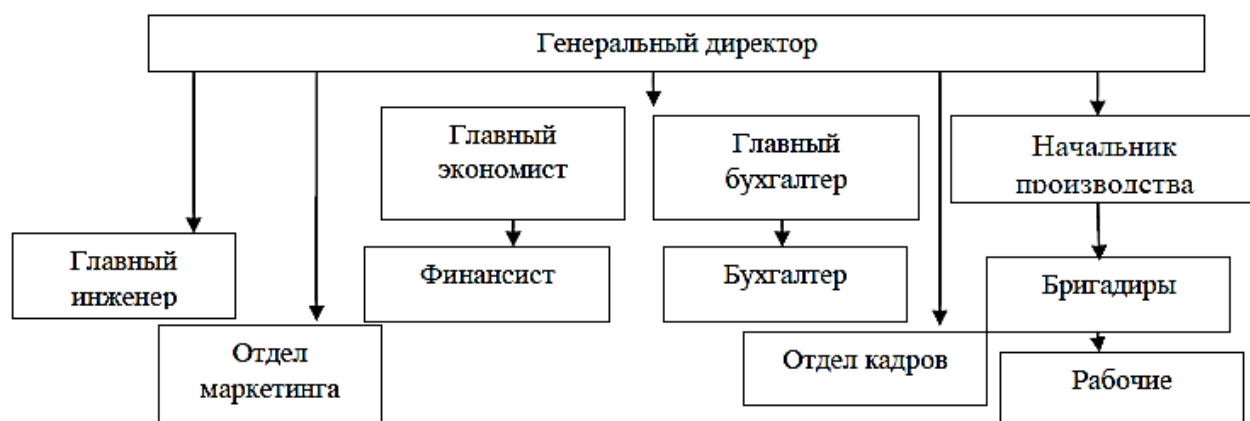 Генеральный директор
Главный
экономист
Главный
бухгалтер
Начальник
производства
Главный
инженер
Финансист
Бухгалтер
Бригадиры
Отдел
маркетинга
Отдел кадров
Рабочие